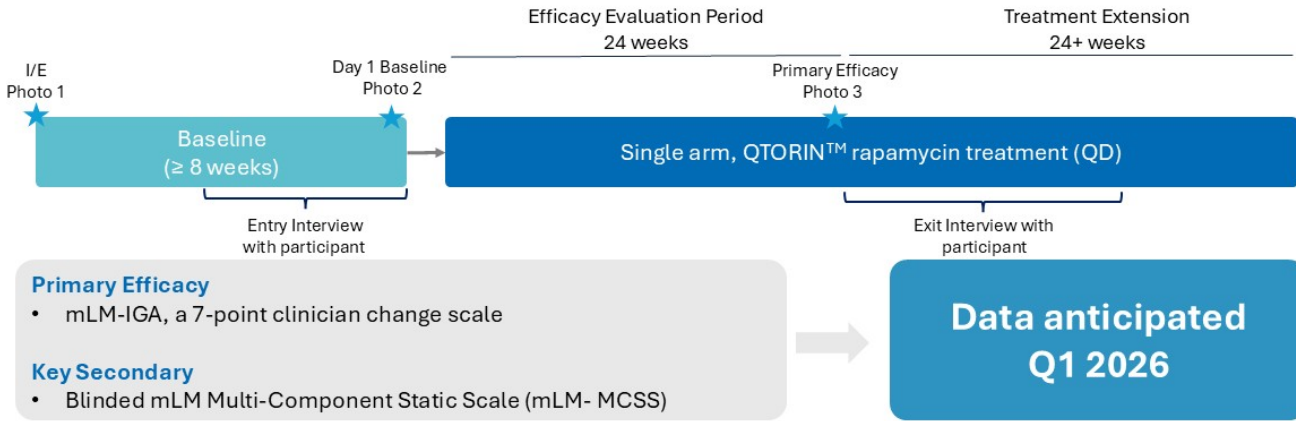 Efficacy Evaluation Period
24 weeks
Treatment Extension
24+ weeks
I/E
Photo 1
Day 1 Baseline
Photo 2
Primary Efficacy
Photo 3
Baseline
(≥ 8 weeks)
Single arm, QTORIN™ rapamycin treatment (QD)
Entry Interview
with participant
Exit Interview with
participant
Primary Efficacy
• mLM-IGA, a 7-point clinician change scale
Key Secondary
• Blinded mLM Multi-Component Static Scale (mLM- MCSS)
Data anticipated
Q1 2026